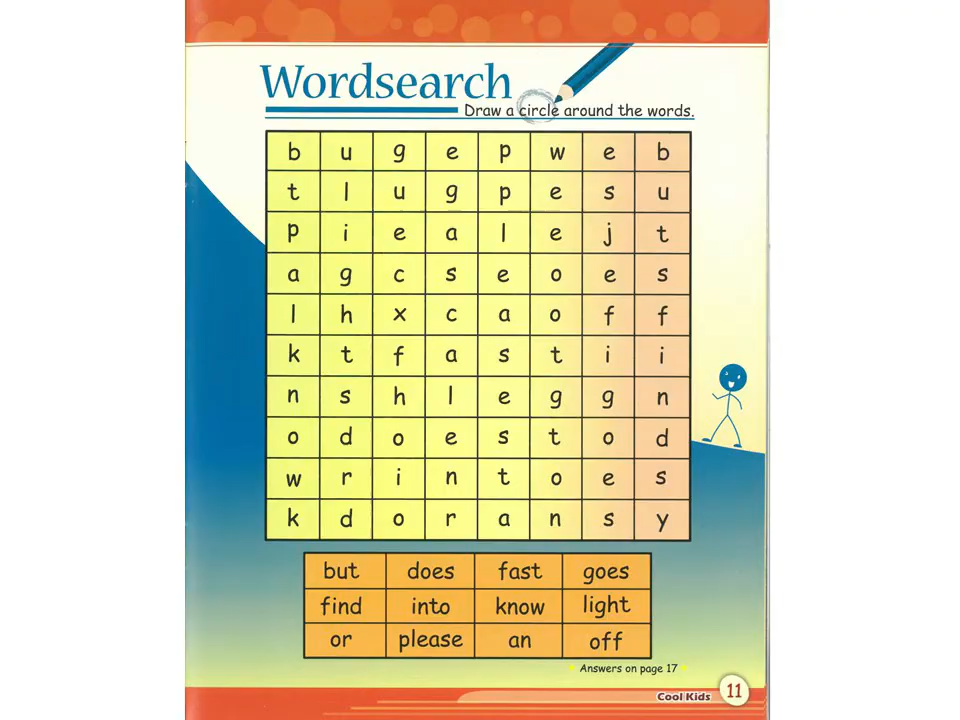 Wordsearch
Draw a circle around the words.
b u g e p w e b
t l u g p e s u
p i e a l e j t
a g c s e o e s
l h x c a o f f
k t f a s t i i
n s h l e g g n
o d o e s t o d
w r i n t o e s
k d o r a n s y
but does fast goes
find into know light
or please an off
Answers on page 17
Cool Kids 11